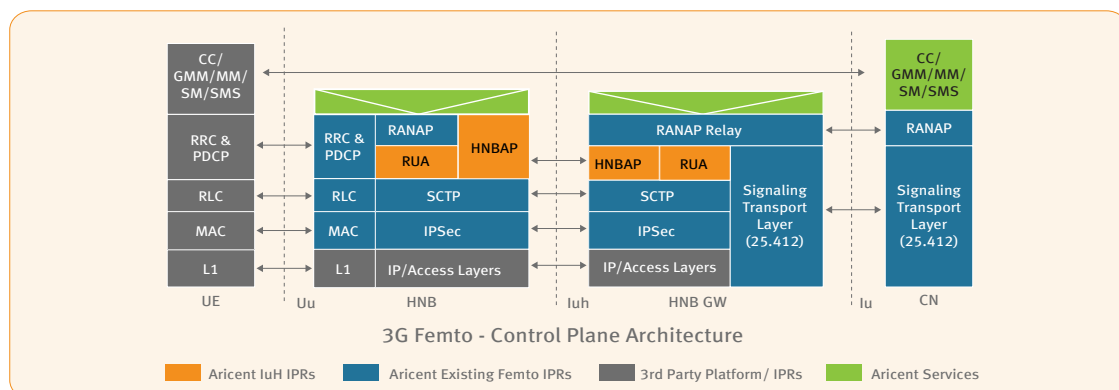 CC/
GMM/MM/
SM/SMS
RRC &
PDCP
RLC
MAC
L1
UE
Uu
RRC &
PDCP
RANAP
RUA
HNBAP
RLC
SCTP
MAC
IPSec
L1
IP/Access Layers
HNB
Iuh
RANAP Relay
HNBAP
RUA
SCTP
IPSec
IP/Access Layers
Signaling
Transport
Layer
(25.412)
HNB GW
Iu
CC/
GMM/MM/
SM/SMS
RANAP
Signaling
Transport
Layer
(25.412)
CN
3G Femto - Control Plane Architecture
Aricent IuH IPRs
Aricent Existing Femto IPRs
3rd Party Platform/ IPRs
Aricent Services